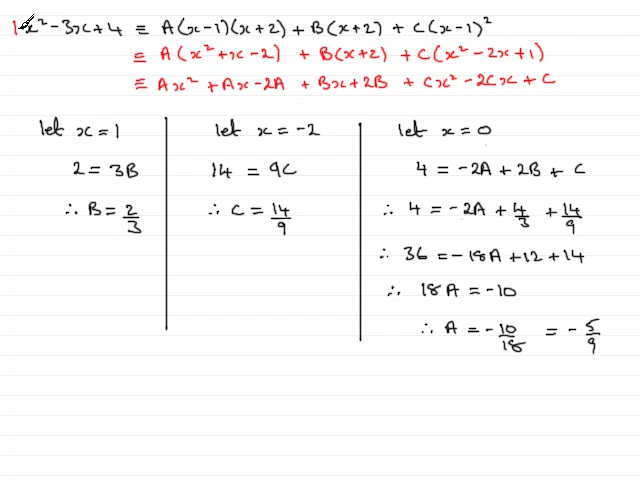 1x² - 3x + 4 ≡ A(x-1)(x+2) + B(x+2) + C(x-1)²
≡ A(x² + x - 2) + B(x+2) + C(x² - 2x + 1)
≡ Ax² + Ax - 2A + Bx + 2B + Cx² - 2Cx + C
let x = 1
2 = 3B
∴ B = 2/3
let x = -2
14 = 9C
∴ C = 14/9
let x = 0
4 = -2A + 2B + C
∴ 4 = -2A + 4/3 + 14/9
∴ 36 = -18A + 12 + 14
∴ 18A = -10
∴ A = -10/18 = -5/9